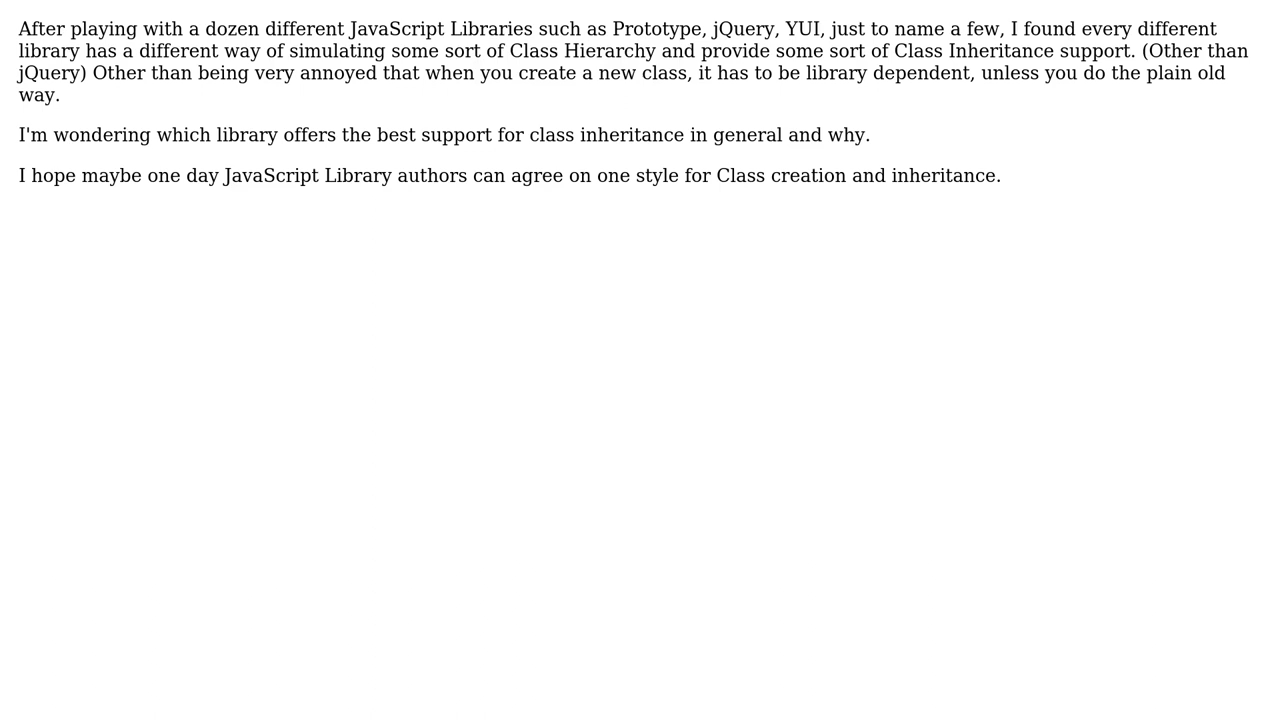 After playing with a dozen different JavaScript Libraries such as Prototype, jQuery, YUI, just to name a few, I found every different
library has a different way of simulating some sort of Class Hierarchy and provide some sort of Class Inheritance support. (Other than
jQuery) Other than being very annoyed that when you create a new class, it has to be library dependent, unless you do the plain old
way.
I'm wondering which library offers the best support for class inheritance in general and why.
I hope maybe one day JavaScript Library authors can agree on one style for Class creation and inheritance.